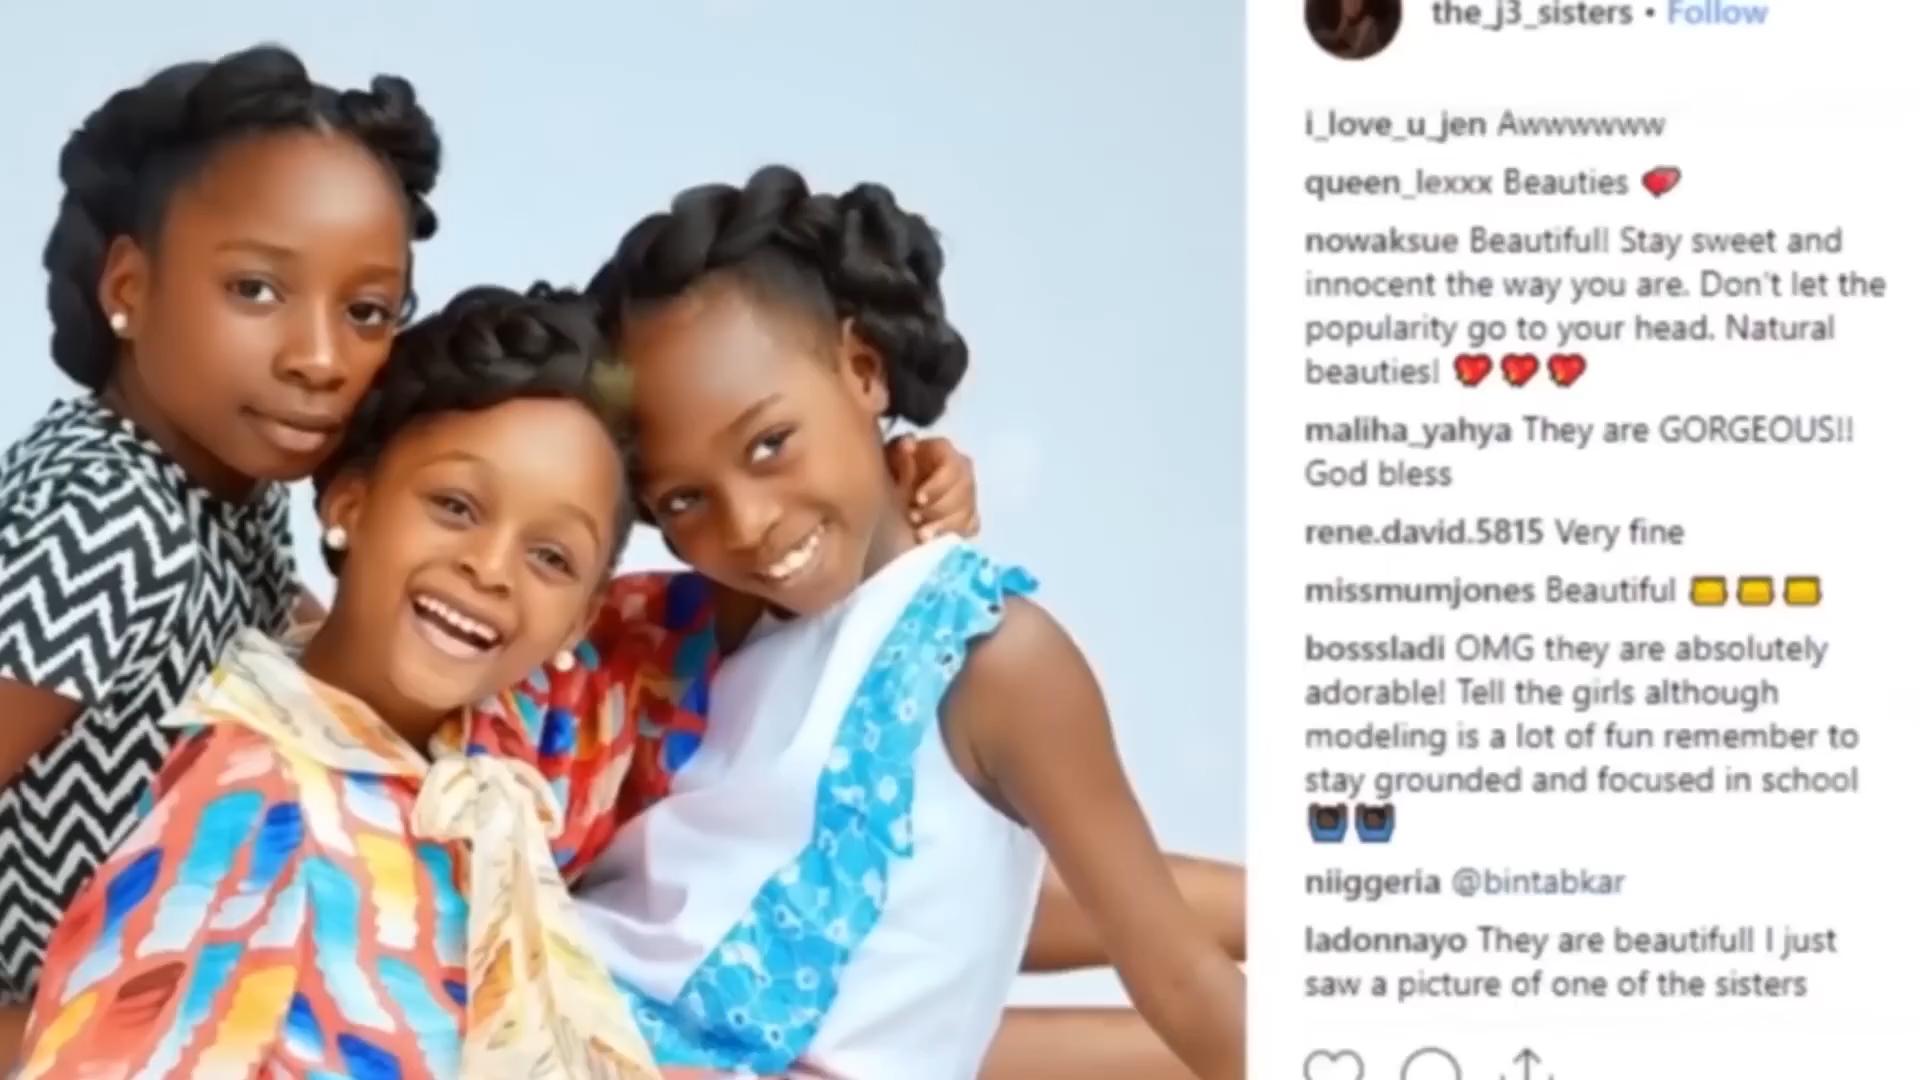 the_j3_sisters • Follow
i_love_u_jen Awwwwww
queen_lexxx Beauties
nowaksue Beautiful! Stay sweet and
innocent the way you are. Don't let the
popularity go to your head. Natural
beauties!
maliha_yahya They are GORGEOUS!!
God bless
rene.david.5815 Very fine
missmumjones Beautiful
bosssladi OMG they are absolutely
adorable! Tell the girls although
modeling is a lot of fun remember to
stay grounded and focused in school
niiggeria @bintabkar
ladonnayo They are beautiful! I just
saw a picture of one of the sisters